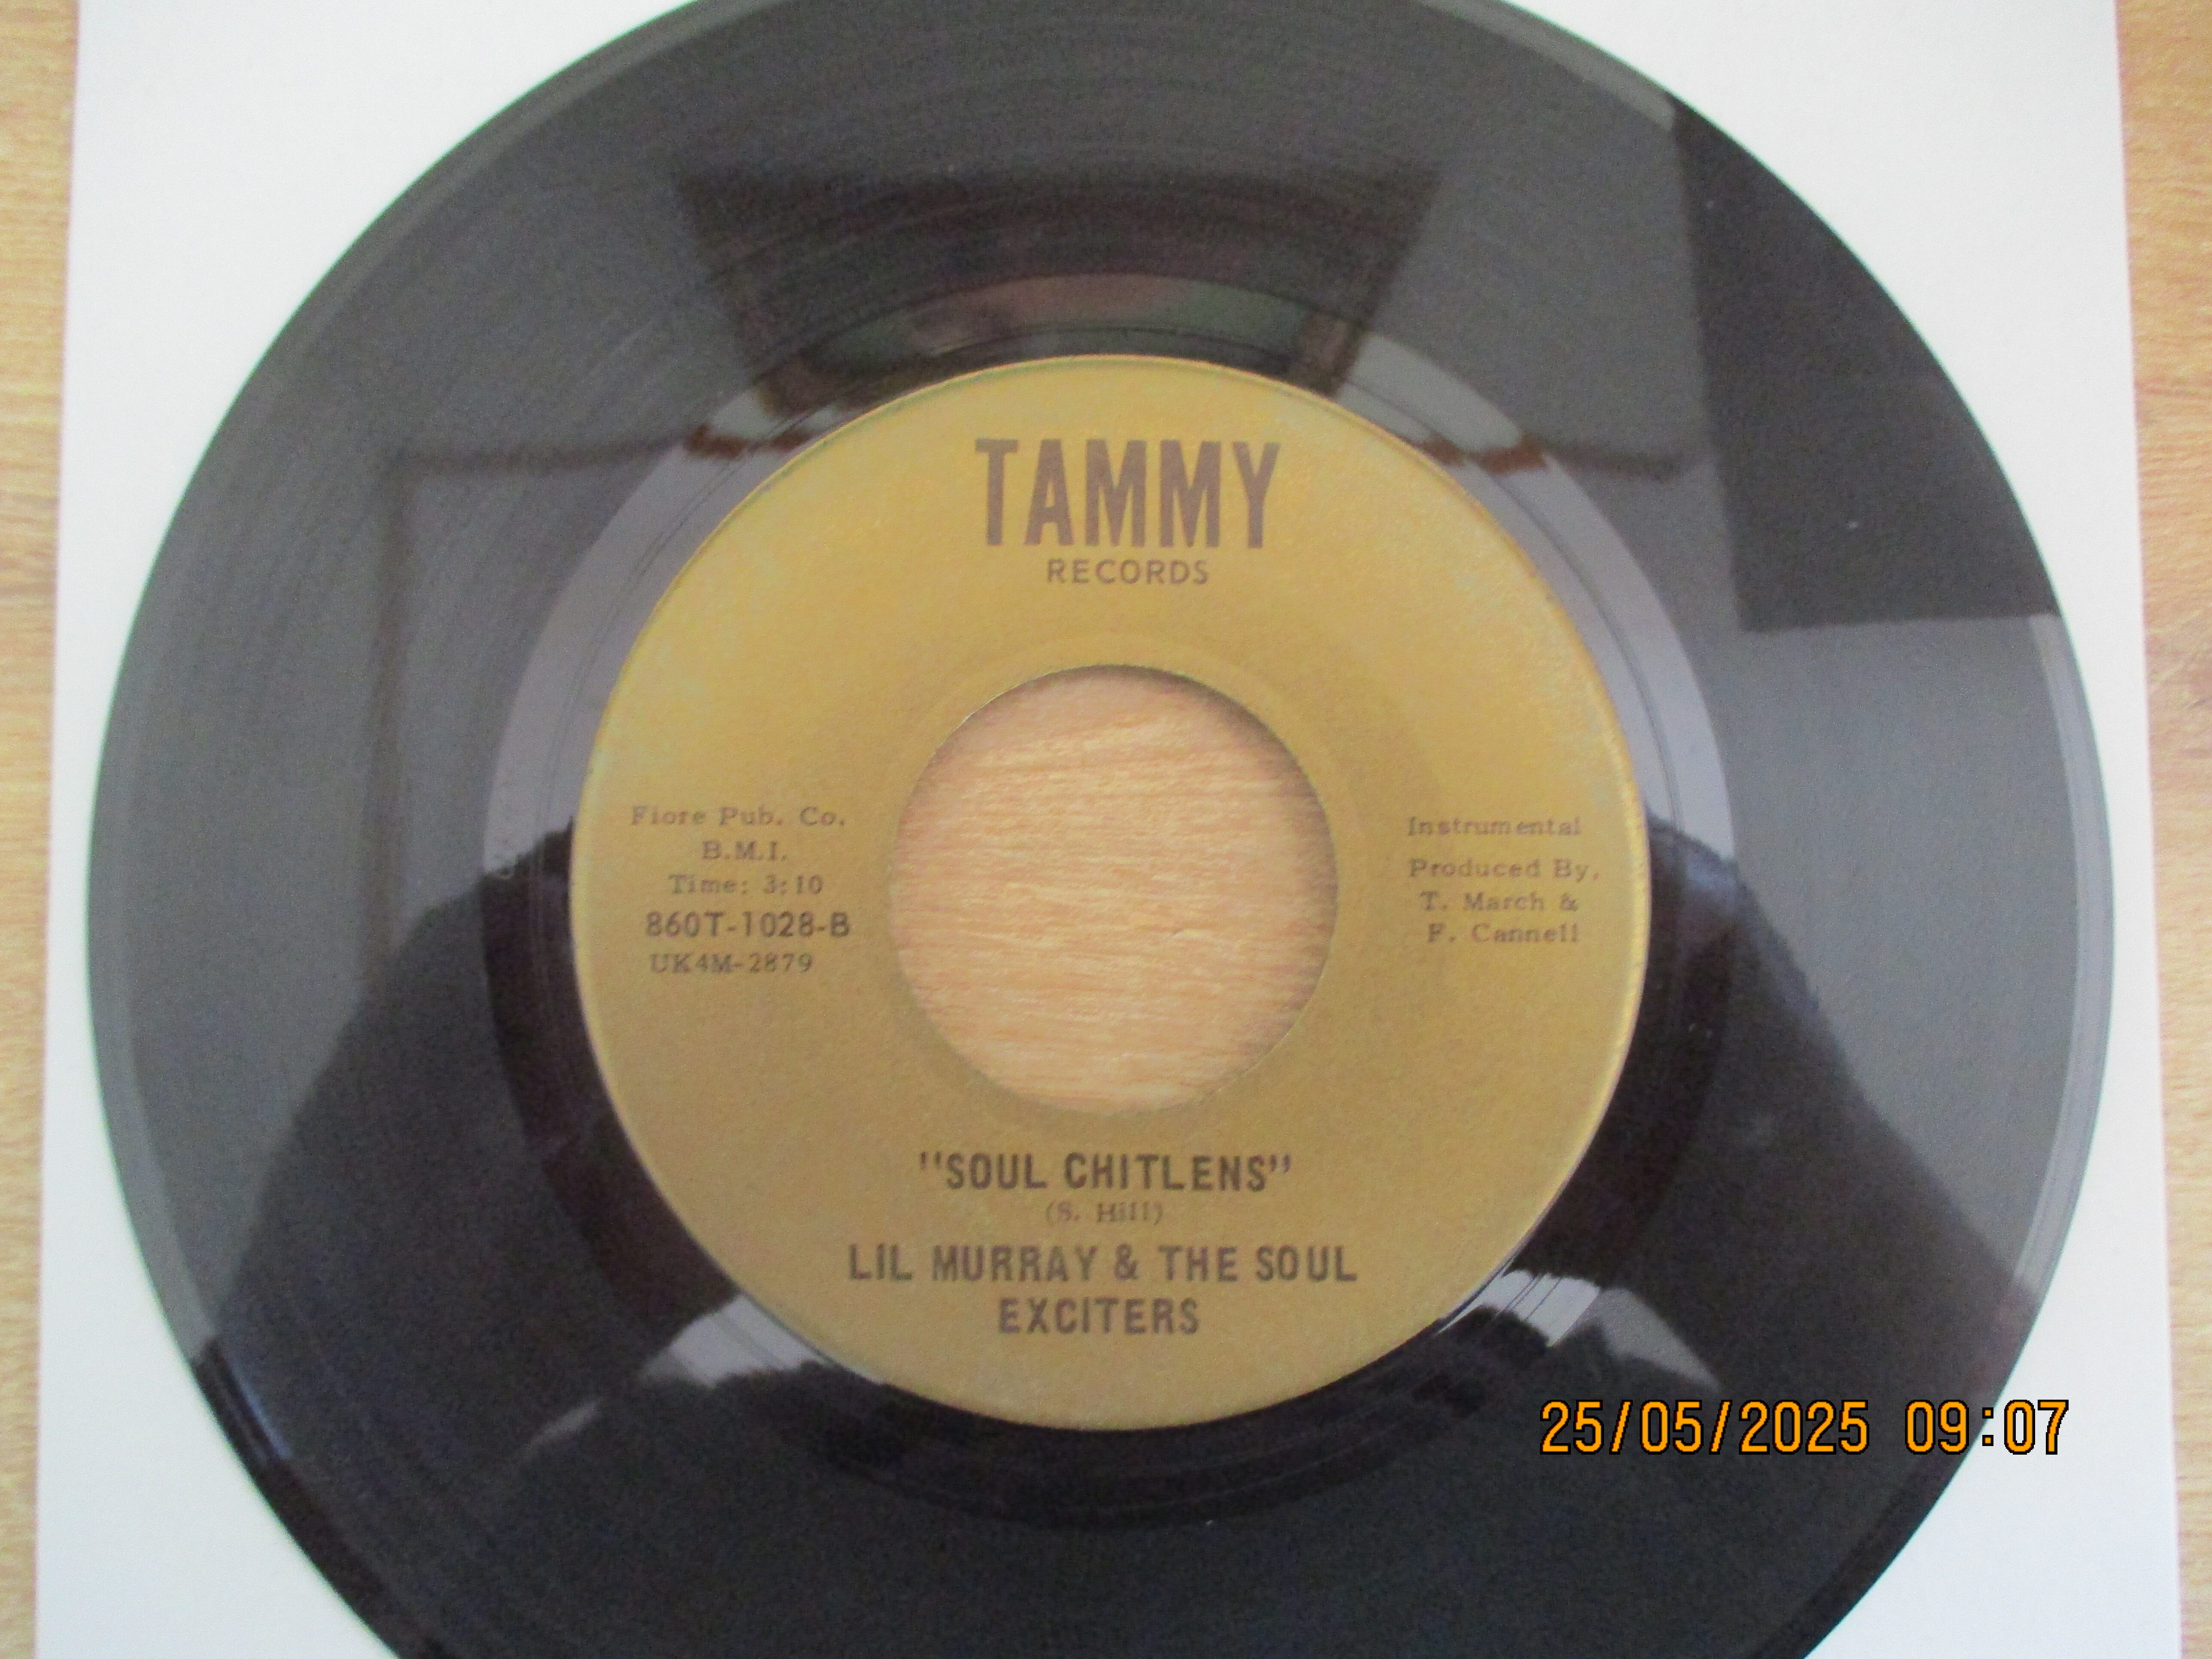 TAMMY
RECORDS
Fiore Pub. Co.
B.M.I.
Time: 3:10
860T-1028-B
UK4M-2879
Instrumental
Produced By,
T. March &
F. Cannell
"SOUL CHITLENS"
(S. Hill)
LIL MURRAY & THE SOUL
EXCITERS
25/05/2025 09:07